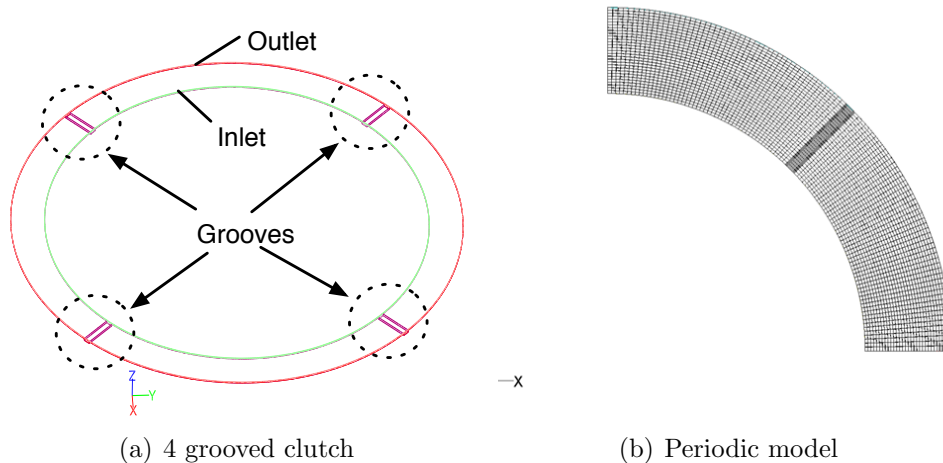 Outlet
Inlet
Grooves
Z
Y
X
X
(a) 4 grooved clutch
(b) Periodic model